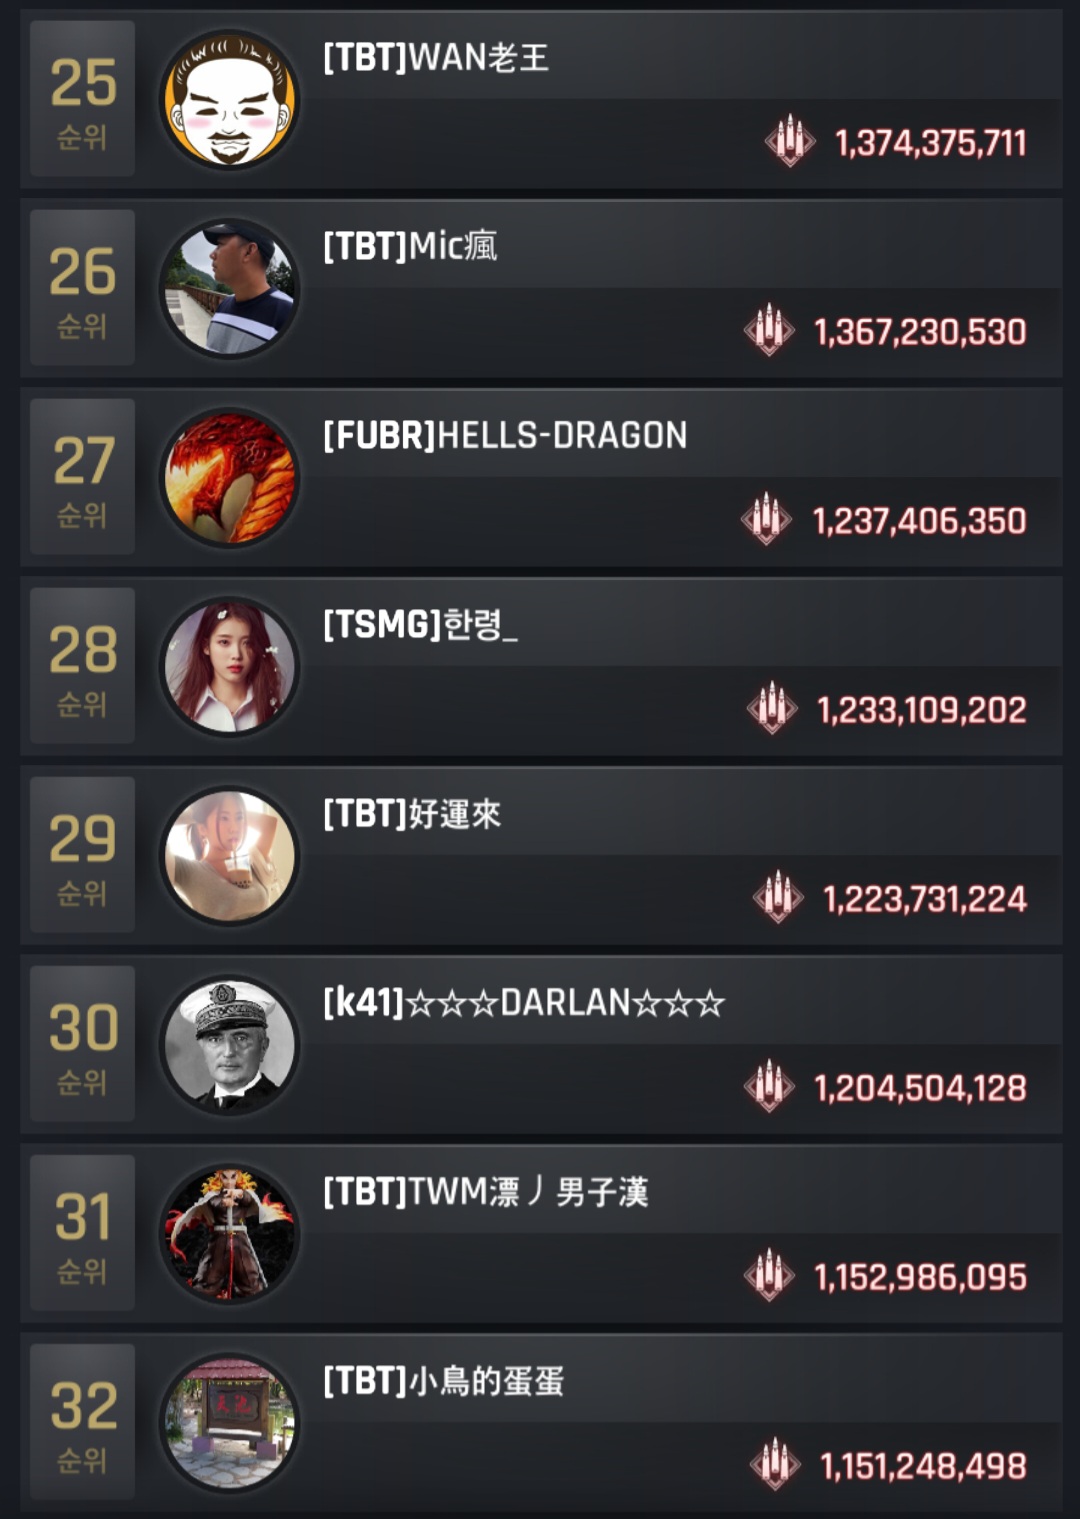 25
순위
[TBT]WAN老王
1,374,375,711
26
순위
[TBT]Mic瘋
1,367,230,530
27
순위
[FUBR]HELLS-DRAGON
1,237,406,350
28
순위
[TSMG]한령_
1,233,109,202
29
순위
[TBT]好運來
1,223,731,224
30
순위
[k41]☆☆☆DARLAN☆☆☆
1,204,504,128
31
순위
[TBT]TWM漂丿男子漢
1,152,986,095
32
순위
[TBT]小鳥的蛋蛋
1,151,248,498